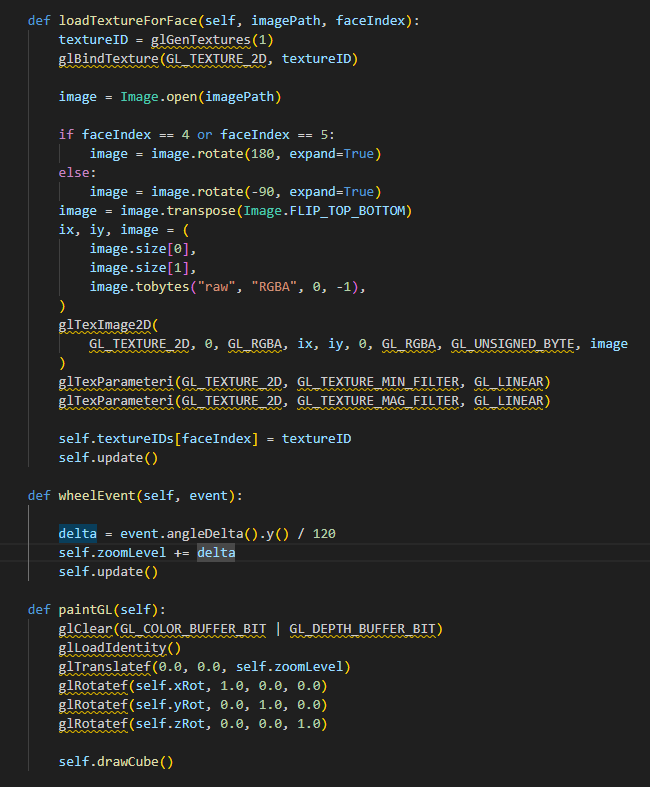 def loadTextureForFace(self, imagePath, faceIndex):
    textureID = glGenTextures(1)
    glBindTexture(GL_TEXTURE_2D, textureID)

    image = Image.open(imagePath)

    if faceIndex == 4 or faceIndex == 5:
        image = image.rotate(180, expand=True)
    else:
        image = image.rotate(-90, expand=True)
    image = image.transpose(Image.FLIP_TOP_BOTTOM)
    ix, iy, image = (
        image.size[0],
        image.size[1],
        image.tobytes("raw", "RGBA", 0, -1),
    )
    glTexImage2D(
        GL_TEXTURE_2D, 0, GL_RGBA, ix, iy, 0, GL_RGBA, GL_UNSIGNED_BYTE, image
    )
    glTexParameteri(GL_TEXTURE_2D, GL_TEXTURE_MIN_FILTER, GL_LINEAR)
    glTexParameteri(GL_TEXTURE_2D, GL_TEXTURE_MAG_FILTER, GL_LINEAR)

    self.textureIDs[faceIndex] = textureID
    self.update()

def wheelEvent(self, event):

    delta = event.angleDelta().y() / 120
    self.zoomLevel += delta
    self.update()

def paintGL(self):
    glClear(GL_COLOR_BUFFER_BIT | GL_DEPTH_BUFFER_BIT)
    glLoadIdentity()
    glTranslatef(0.0, 0.0, self.zoomLevel)
    glRotatef(self.xRot, 1.0, 0.0, 0.0)
    glRotatef(self.yRot, 0.0, 1.0, 0.0)
    glRotatef(self.zRot, 0.0, 0.0, 1.0)

    self.drawCube()